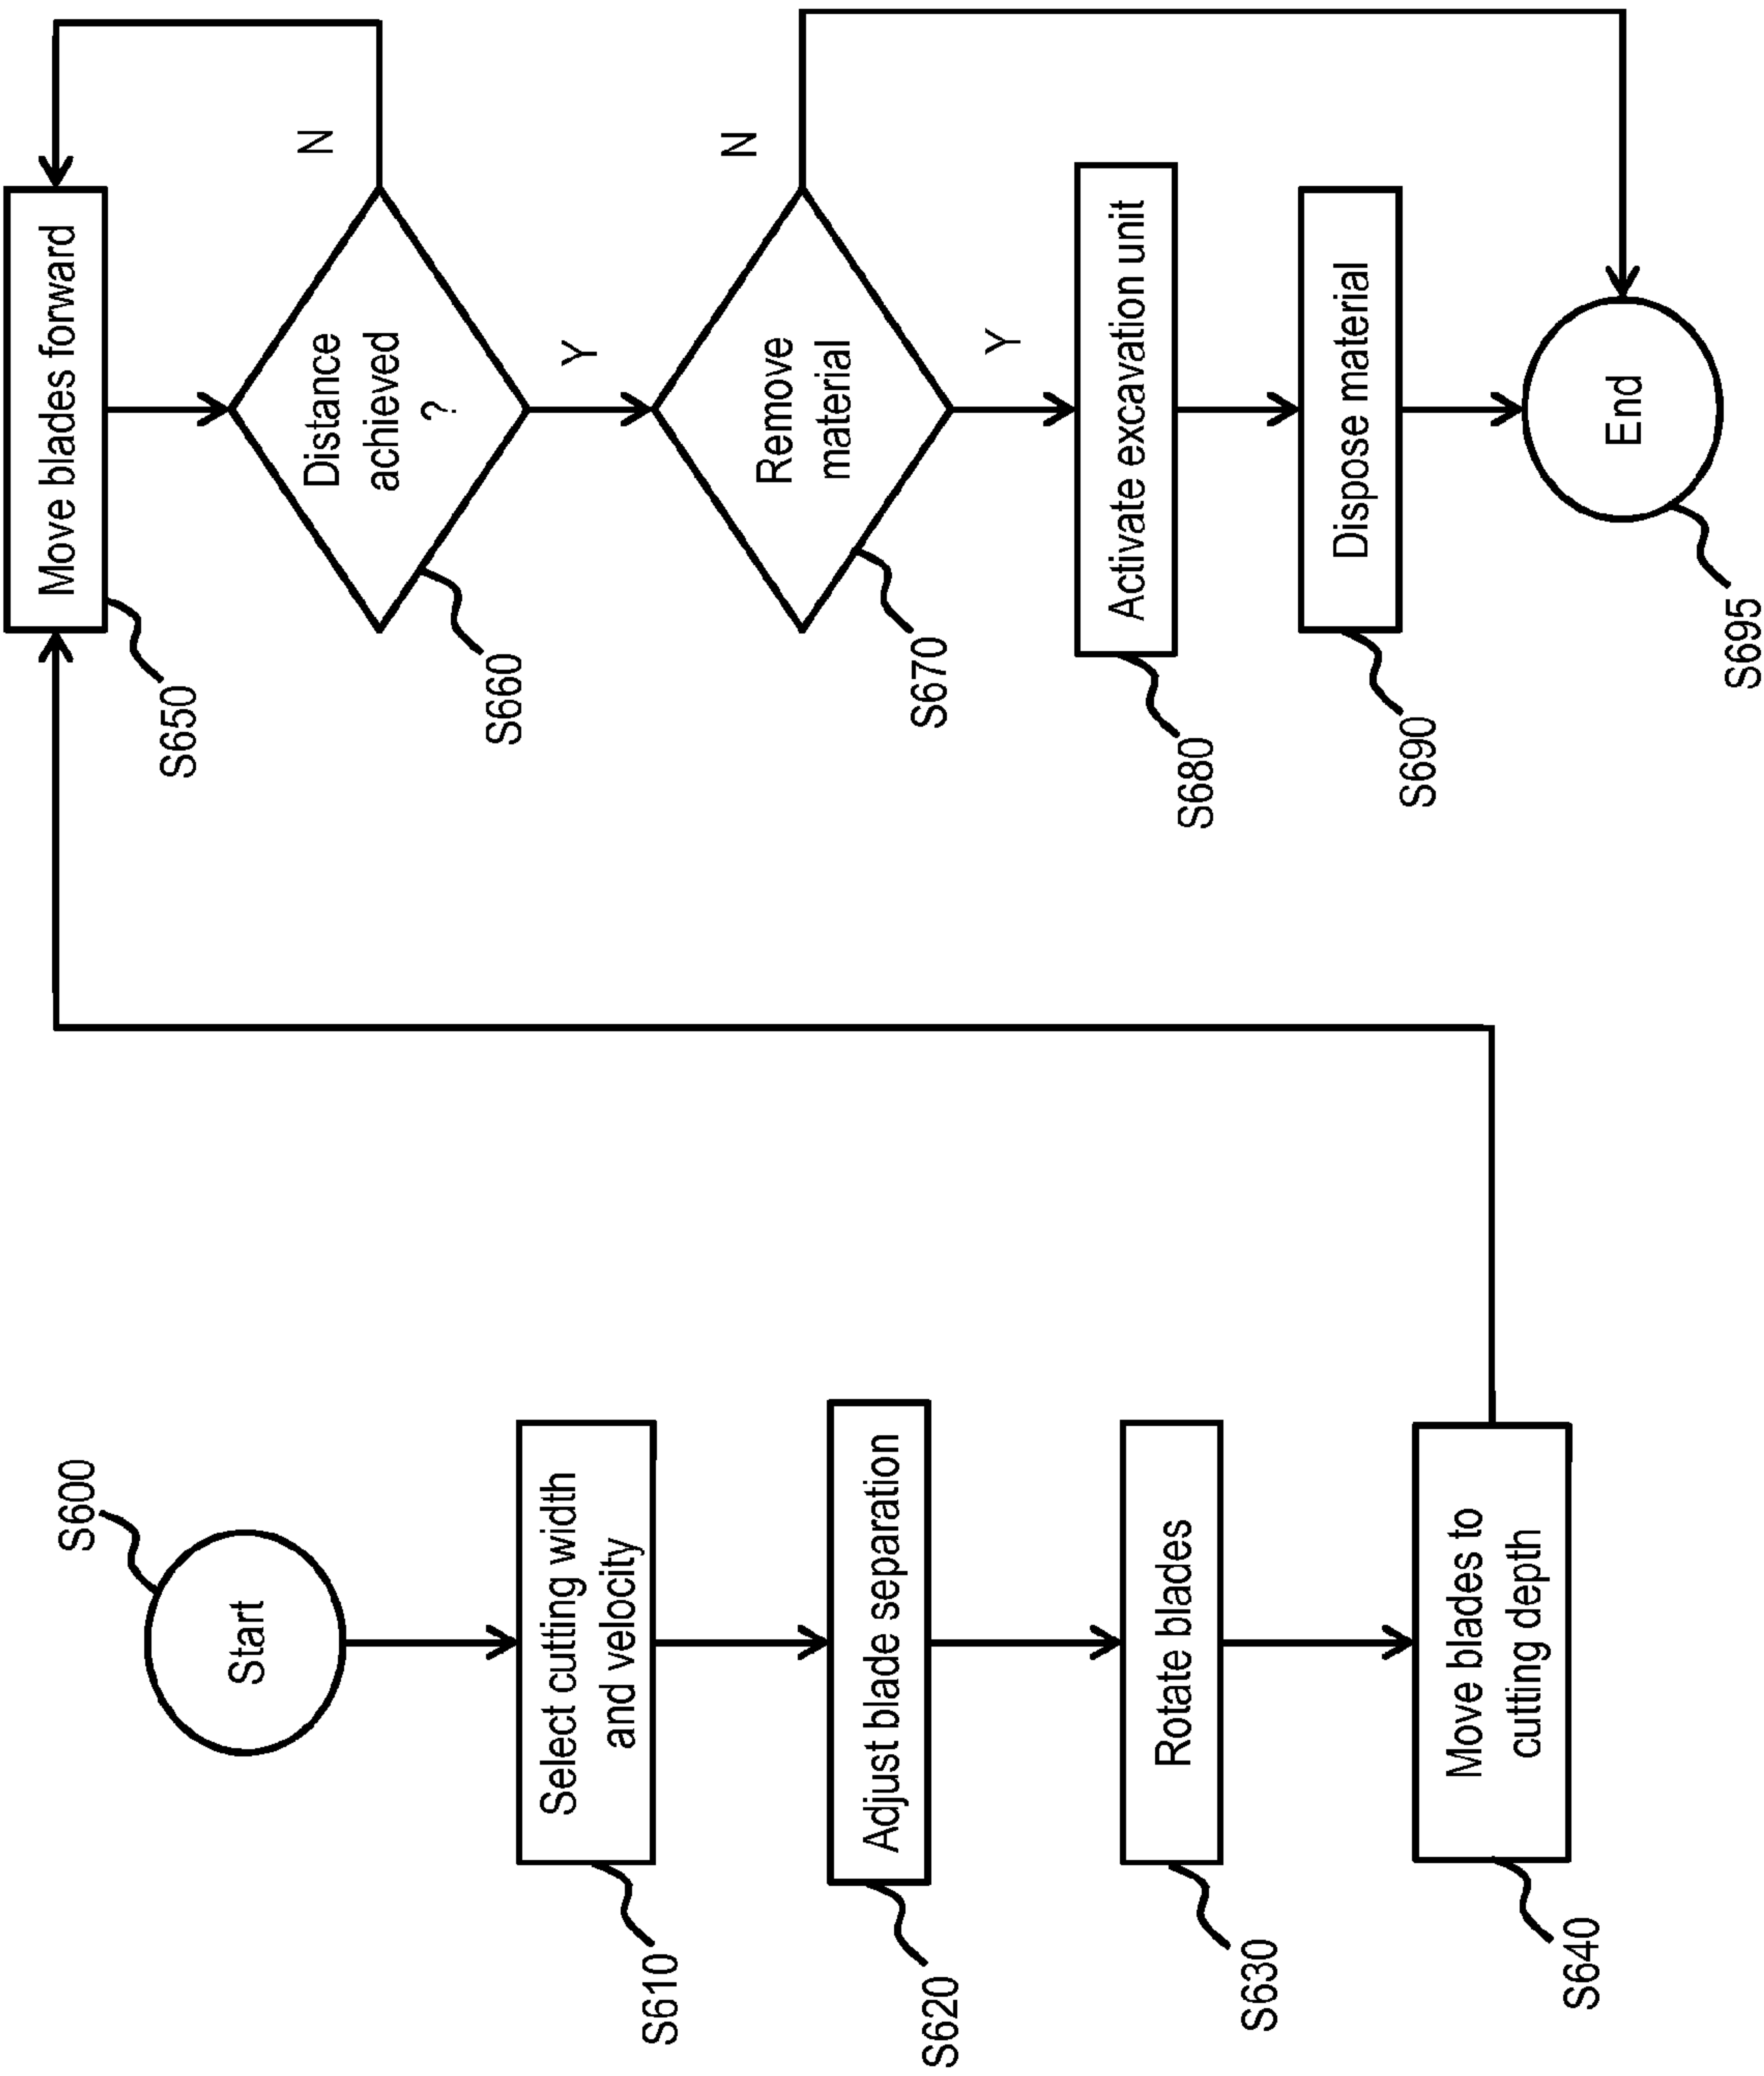 S600
Start
Select cutting width
and velocity
S610
Adjust blade separation
S620
Rotate blades
S630
Move blades to
cutting depth
S640
Move blades forward
S650
N
Distance
achieved
?
S660
Y
N
Remove
material
S670
Y
Activate excavation unit
S680
Dispose material
S690
End
S695